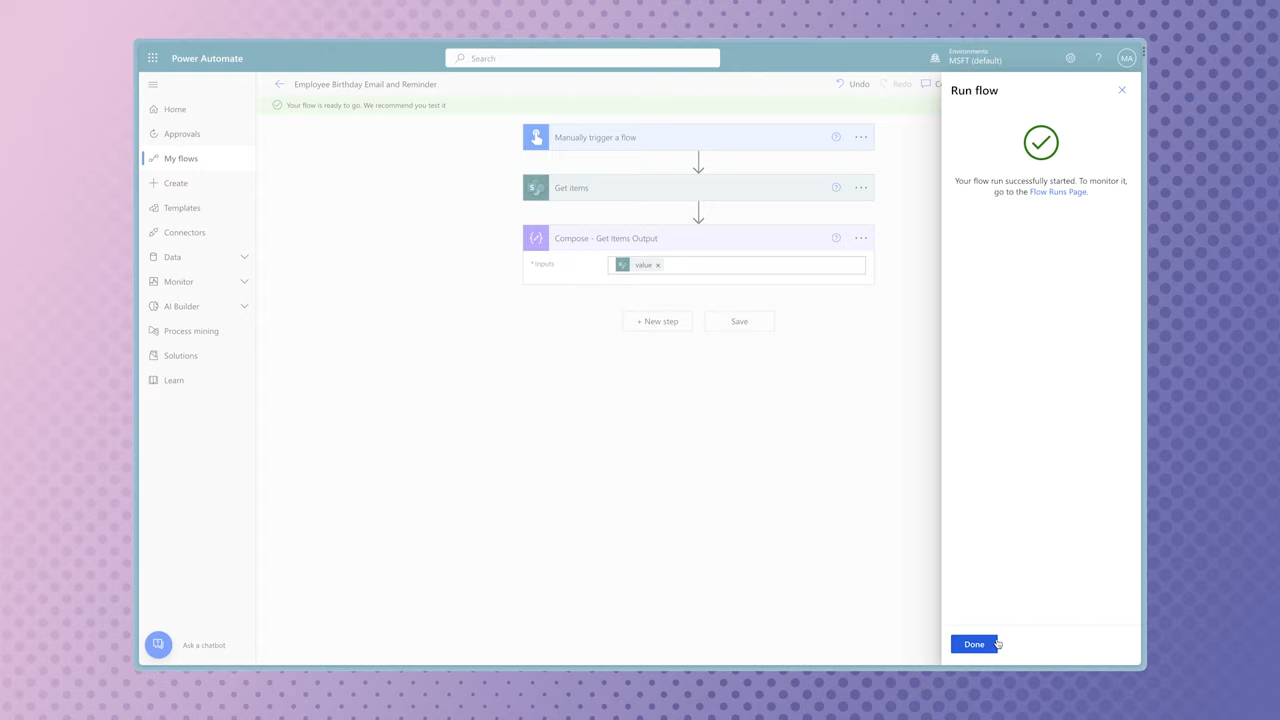 Power Automate
Search
Environments
MSFT (default)
?
MA
Employee Birthday Email and Reminder
Undo
Redo
Your flow is ready to go. We recommend you test it
Home
Approvals
My flows
Create
Templates
Connectors
Data
Monitor
AI Builder
Process mining
Solutions
Learn
Ask a chatbot
Manually trigger a flow
Get items
Compose - Get Items Output
* Inputs
value ×
+ New step
Save
Run flow
Your flow run successfully started. To monitor it,
go to the Flow Runs Page.
Done